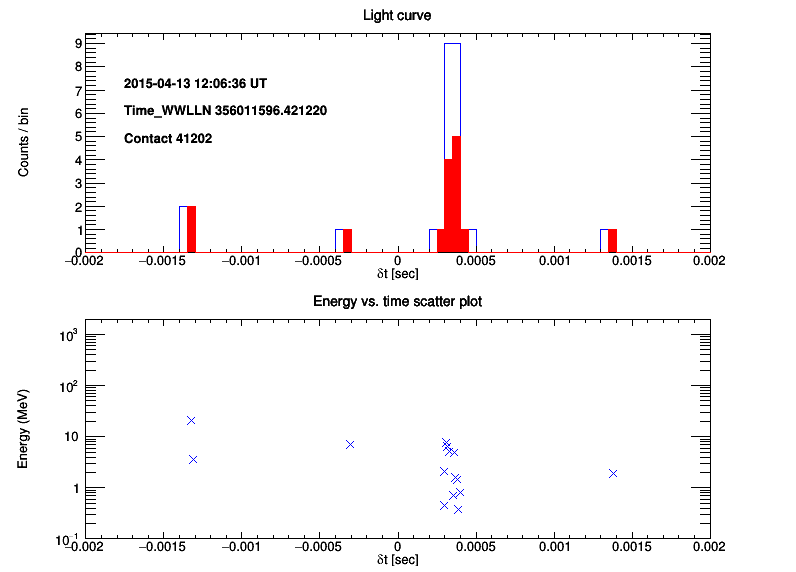 Light curve
Counts / bin
9
8
7
6
5
4
3
2
1
0
2015-04-13 12:06:36 UT
Time_WWLLN 356011596.421220
Contact 41202
−0.002 −0.0015 −0.001 −0.0005 0 0.0005 0.001 0.0015 0.002
δt [sec]
Energy vs. time scatter plot
Energy (MeV)
10³
10²
10
1
10⁻¹
−0.002 −0.0015 −0.001 −0.0005 0 0.0005 0.001 0.0015 0.002
δt [sec]